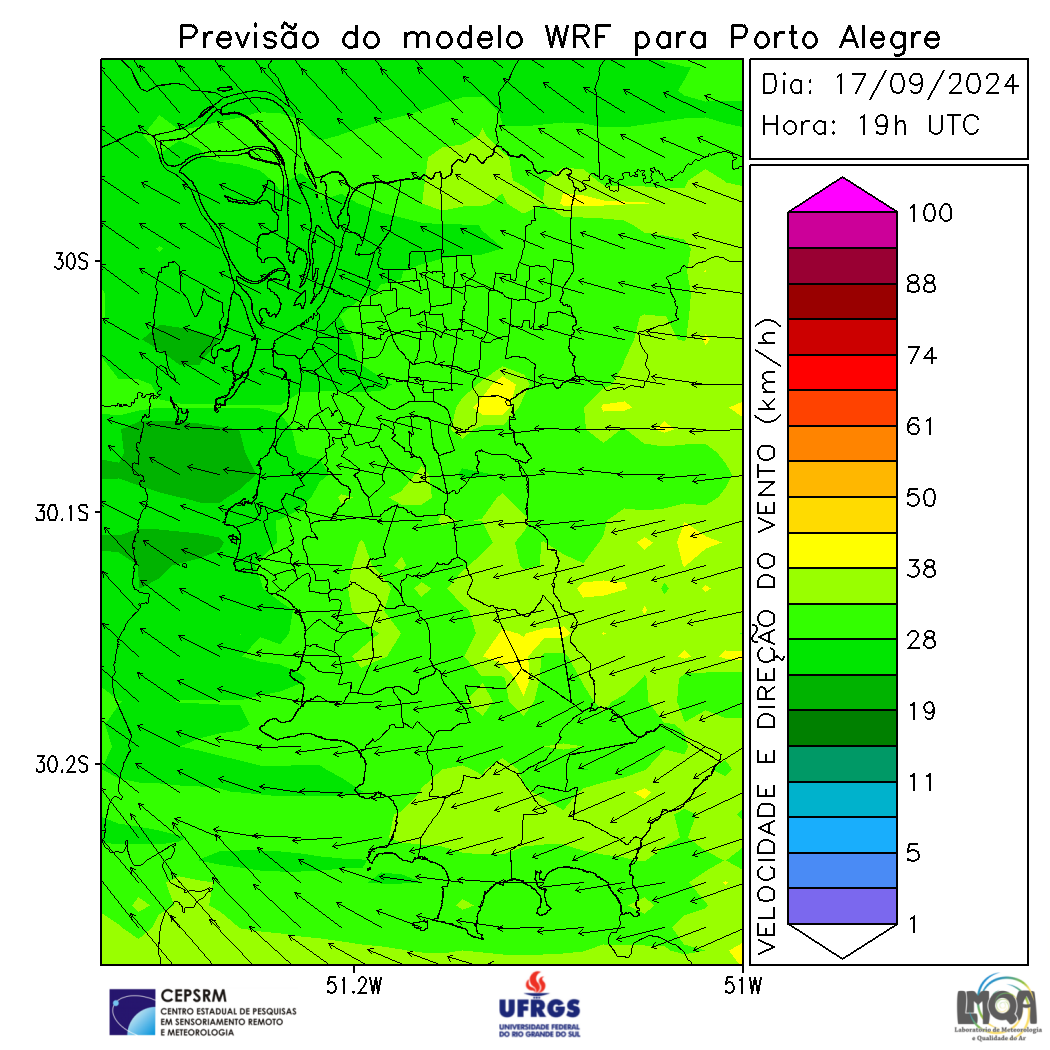 Previsão do modelo WRF para Porto Alegre
Dia: 17/09/2024
Hora: 19h UTC
VELOCIDADE E DIREÇÃO DO VENTO (km/h)
100
88
74
61
50
38
28
19
11
5
1
30S
30.1S
30.2S
51.2W
51W
CEPSRM
CENTRO ESTADUAL DE PESQUISAS
EM SENSORIAMENTO REMOTO
E METEOROLOGIA
UFRGS
UNIVERSIDADE FEDERAL
DO RIO GRANDE DO SUL
LMQA
Laboratório de Meteorologia
e Qualidade do Ar